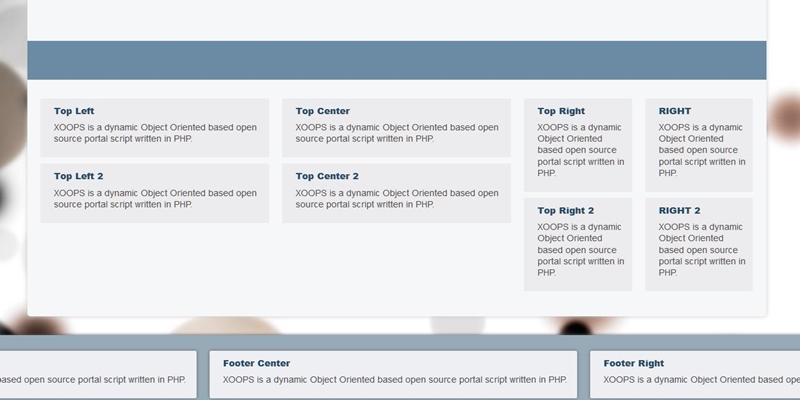 Top Left
XOOPS is a dynamic Object Oriented based open
source portal script written in PHP.
Top Left 2
XOOPS is a dynamic Object Oriented based open
source portal script written in PHP.
Top Center
XOOPS is a dynamic Object Oriented based open
source portal script written in PHP.
Top Center 2
XOOPS is a dynamic Object Oriented based open
source portal script written in PHP.
Top Right
XOOPS is a dynamic
Object Oriented
based open source
portal script written in
PHP.
Top Right 2
XOOPS is a dynamic
Object Oriented
based open source
portal script written in
PHP.
RIGHT
XOOPS is a dynamic
Object Oriented
based open source
portal script written in
PHP.
RIGHT 2
XOOPS is a dynamic
Object Oriented
based open source
portal script written in
PHP.
based open source portal script written in PHP.
Footer Center
XOOPS is a dynamic Object Oriented based open source portal script written in PHP.
Footer Right
XOOPS is a dynamic Object Oriented based ope